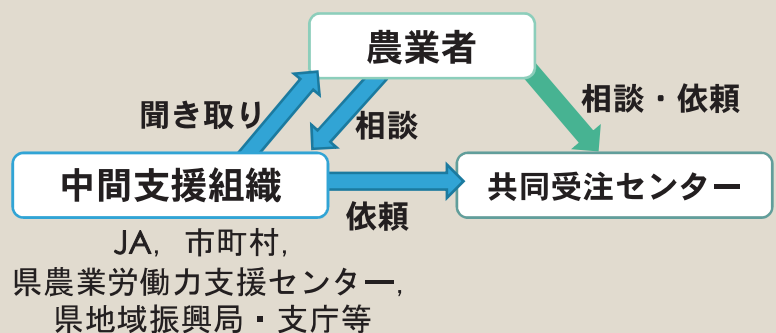 農業者
聞き取り
相談
相談・依頼
中間支援組織
共同受注センター
依頼
JA，市町村，
県農業労働力支援センター，
県地域振興局・支庁等